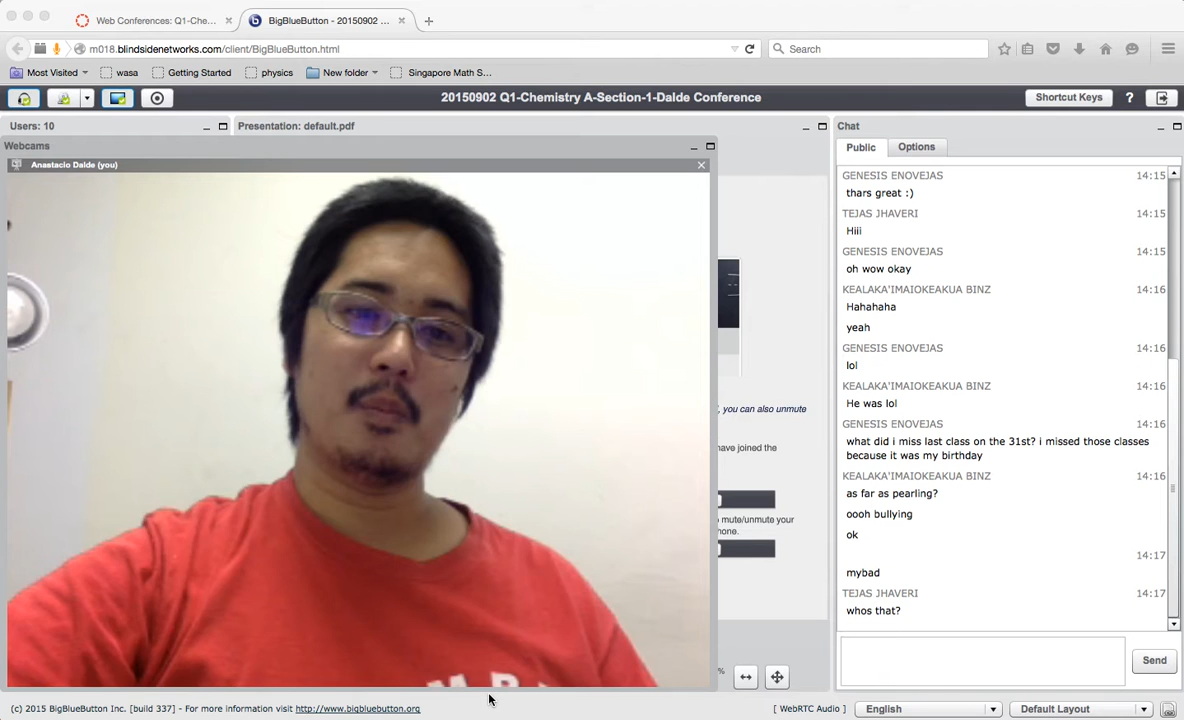 Web Conferences: Q1-Che...
BigBlueButton - 20150902 ...
m018.blindsidenetworks.com/client/BigBlueButton.html
Search
Most Visited
wasa
Getting Started
physics
New folder
Singapore Math S...
20150902 Q1-Chemistry A-Section-1-Dalde Conference
Shortcut Keys
?
Users: 10
Presentation: default.pdf
Chat
Webcams
Anastacio Dalde (you)
Public
Options
GENESIS ENOVEJAS 14:15
thars great :)
TEJAS JHAVERI 14:15
Hiii
GENESIS ENOVEJAS 14:15
oh wow okay
KEALAKA'IMAIOKEAKUA BINZ 14:16
Hahahaha
yeah
GENESIS ENOVEJAS 14:16
lol
KEALAKA'IMAIOKEAKUA BINZ 14:16
He was lol
GENESIS ENOVEJAS 14:16
what did i miss last class on the 31st? i missed those classes
because it was my birthday
KEALAKA'IMAIOKEAKUA BINZ 14:16
as far as pearling?
oooh bullying
ok
14:17
mybad
TEJAS JHAVERI 14:17
whos that?
, you can also unmute
have joined the
mute/unmute your
hone.
%
Send
(c) 2015 BigBlueButton Inc. [build 337] - For more information visit http://www.bigbluebutton.org
[ WebRTC Audio ]
English
Default Layout